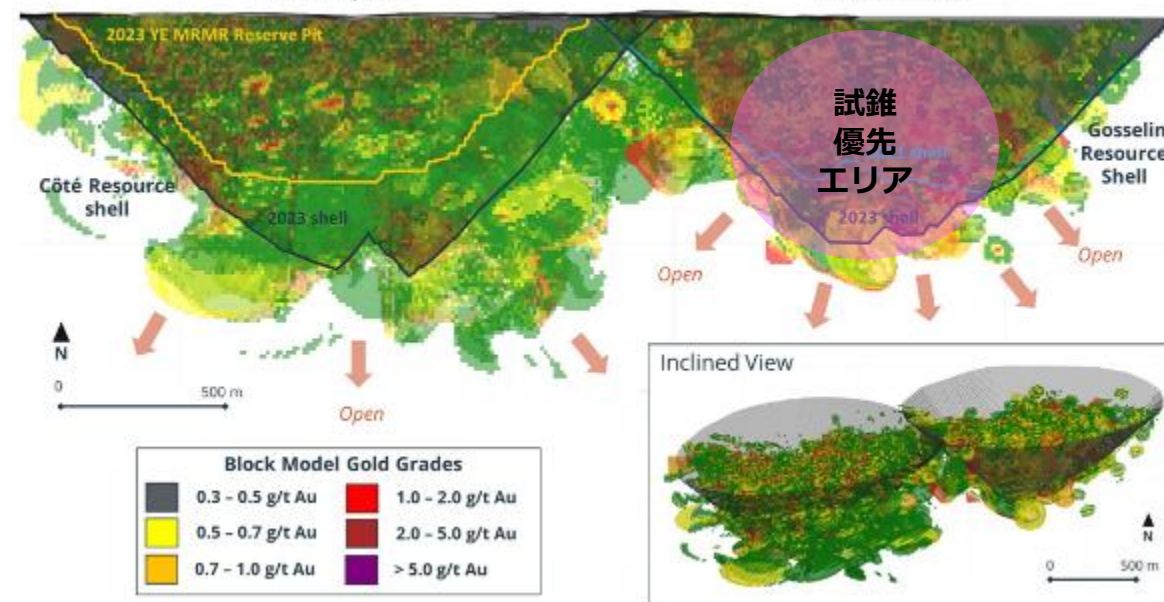 2023 YE MRMR Reserve Pit
試錐
優先
エリア
Gosselin
Resource
Shell
shell
Côté Resource
shell
2023 shell
2023 shell
Open
Open
Open
N
0
500 m
Block Model Gold Grades
0.3 – 0.5 g/t Au
1.0 – 2.0 g/t Au
0.5 – 0.7 g/t Au
2.0 – 5.0 g/t Au
0.7 – 1.0 g/t Au
> 5.0 g/t Au
Inclined View
N
0
500 m